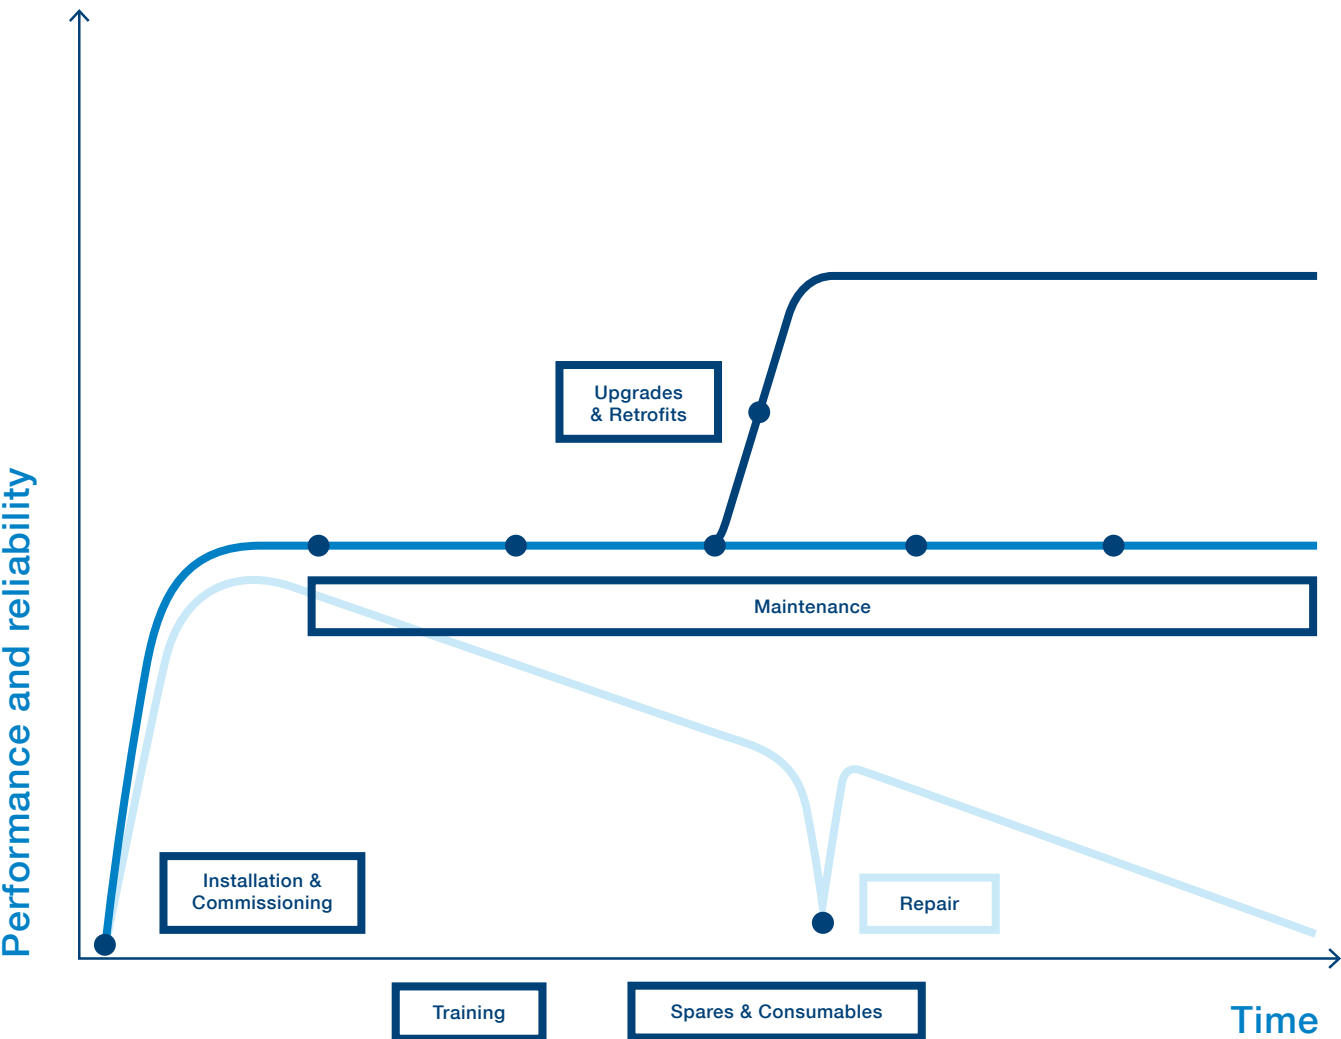 Performance and reliability
Upgrades
& Retrofits
Maintenance
Installation &
Commissioning
Repair
Training
Spares & Consumables
Time